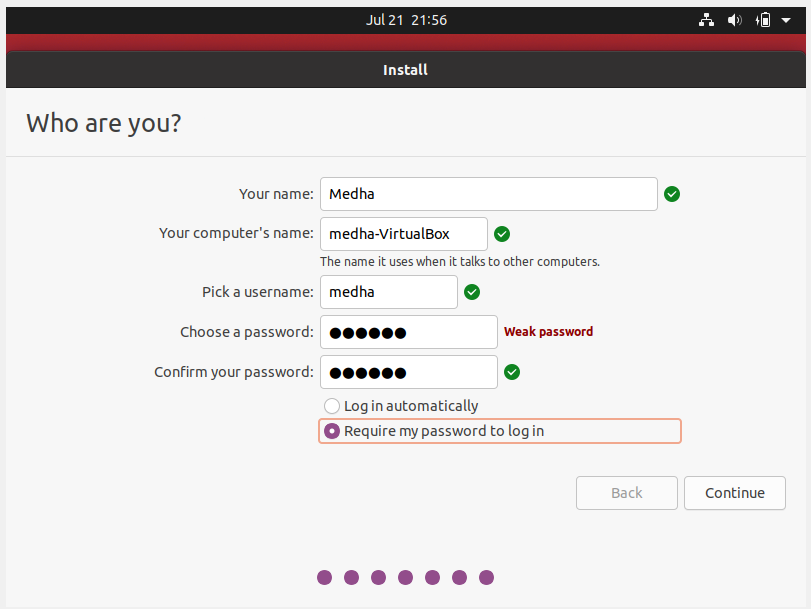 Jul 21 21:56
Install
Who are you?
Your name: Medha
Your computer's name: medha-VirtualBox
The name it uses when it talks to other computers.
Pick a username: medha
Choose a password: ●●●●●● Weak password
Confirm your password: ●●●●●●
Log in automatically
Require my password to log in
Back Continue